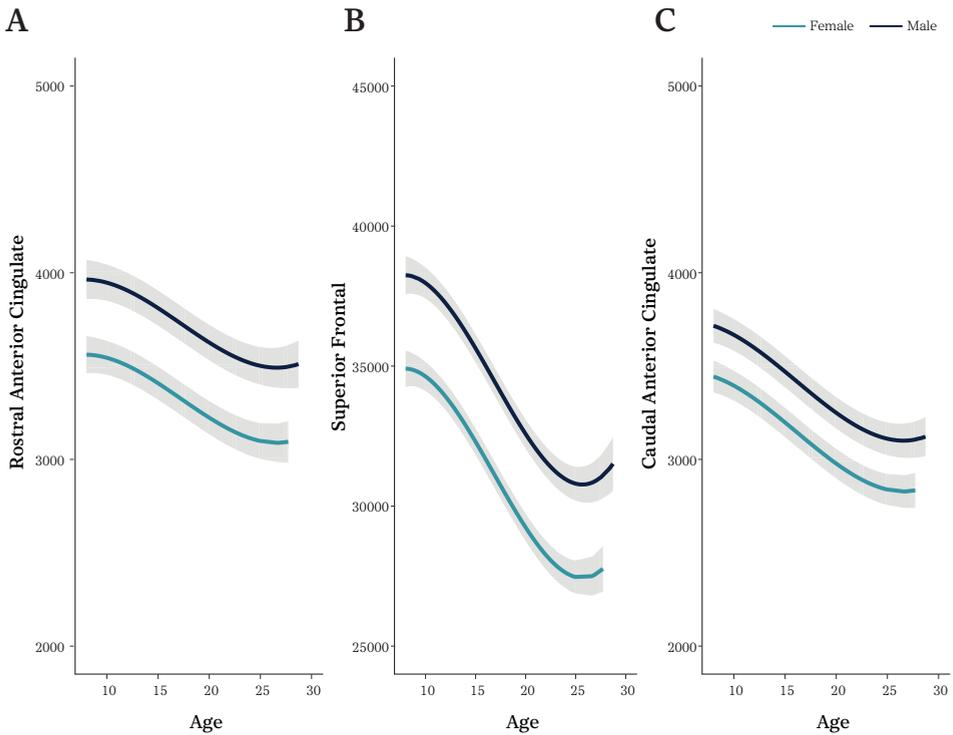 A
B
C
Female
Male
Rostral Anterior Cingulate
5000
4000
3000
2000
10
15
20
25
30
Age
Superior Frontal
45000
40000
35000
30000
25000
10
15
20
25
30
Age
Caudal Anterior Cingulate
5000
4000
3000
2000
10
15
20
25
30
Age